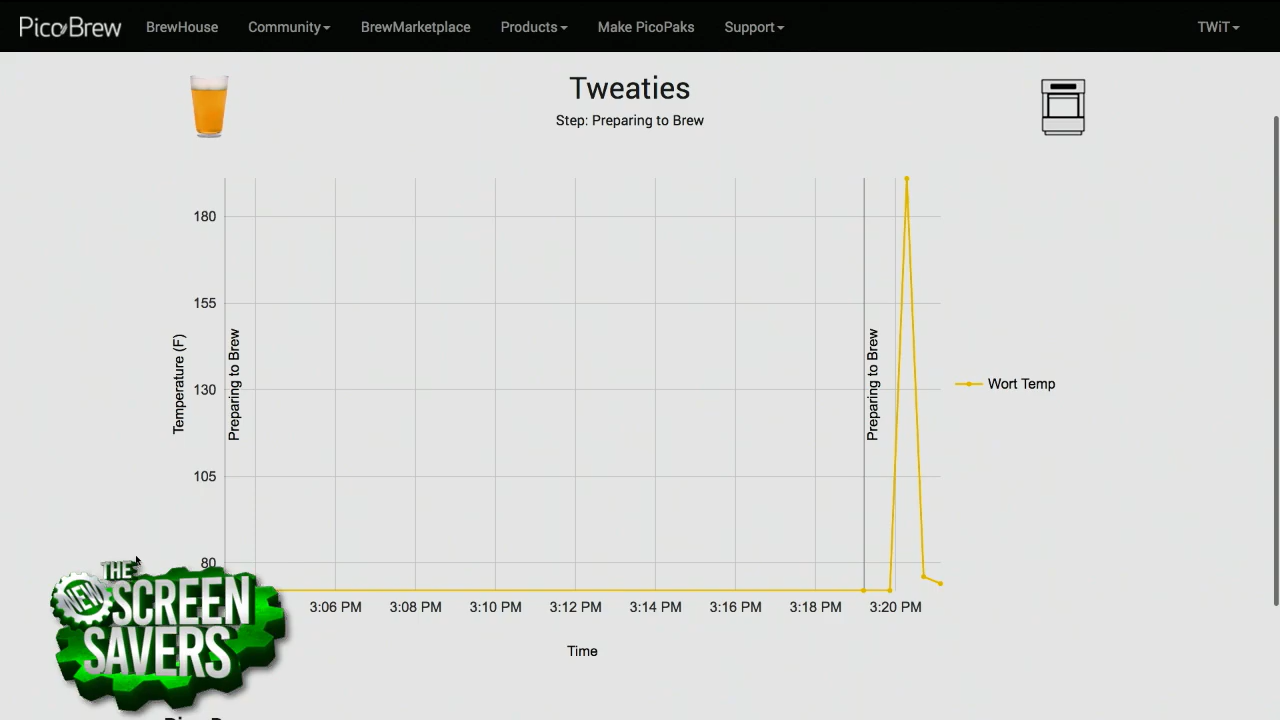 PicoBrew BrewHouse Community BrewMarketplace Products Make PicoPaks Support TWiT
Tweaties
Step: Preparing to Brew
180
155
130
105
80
Temperature (F)
Preparing to Brew
Preparing to Brew
Wort Temp
3:06 PM 3:08 PM 3:10 PM 3:12 PM 3:14 PM 3:16 PM 3:18 PM 3:20 PM
Time
THE
NEW SCREEN
SAVERS